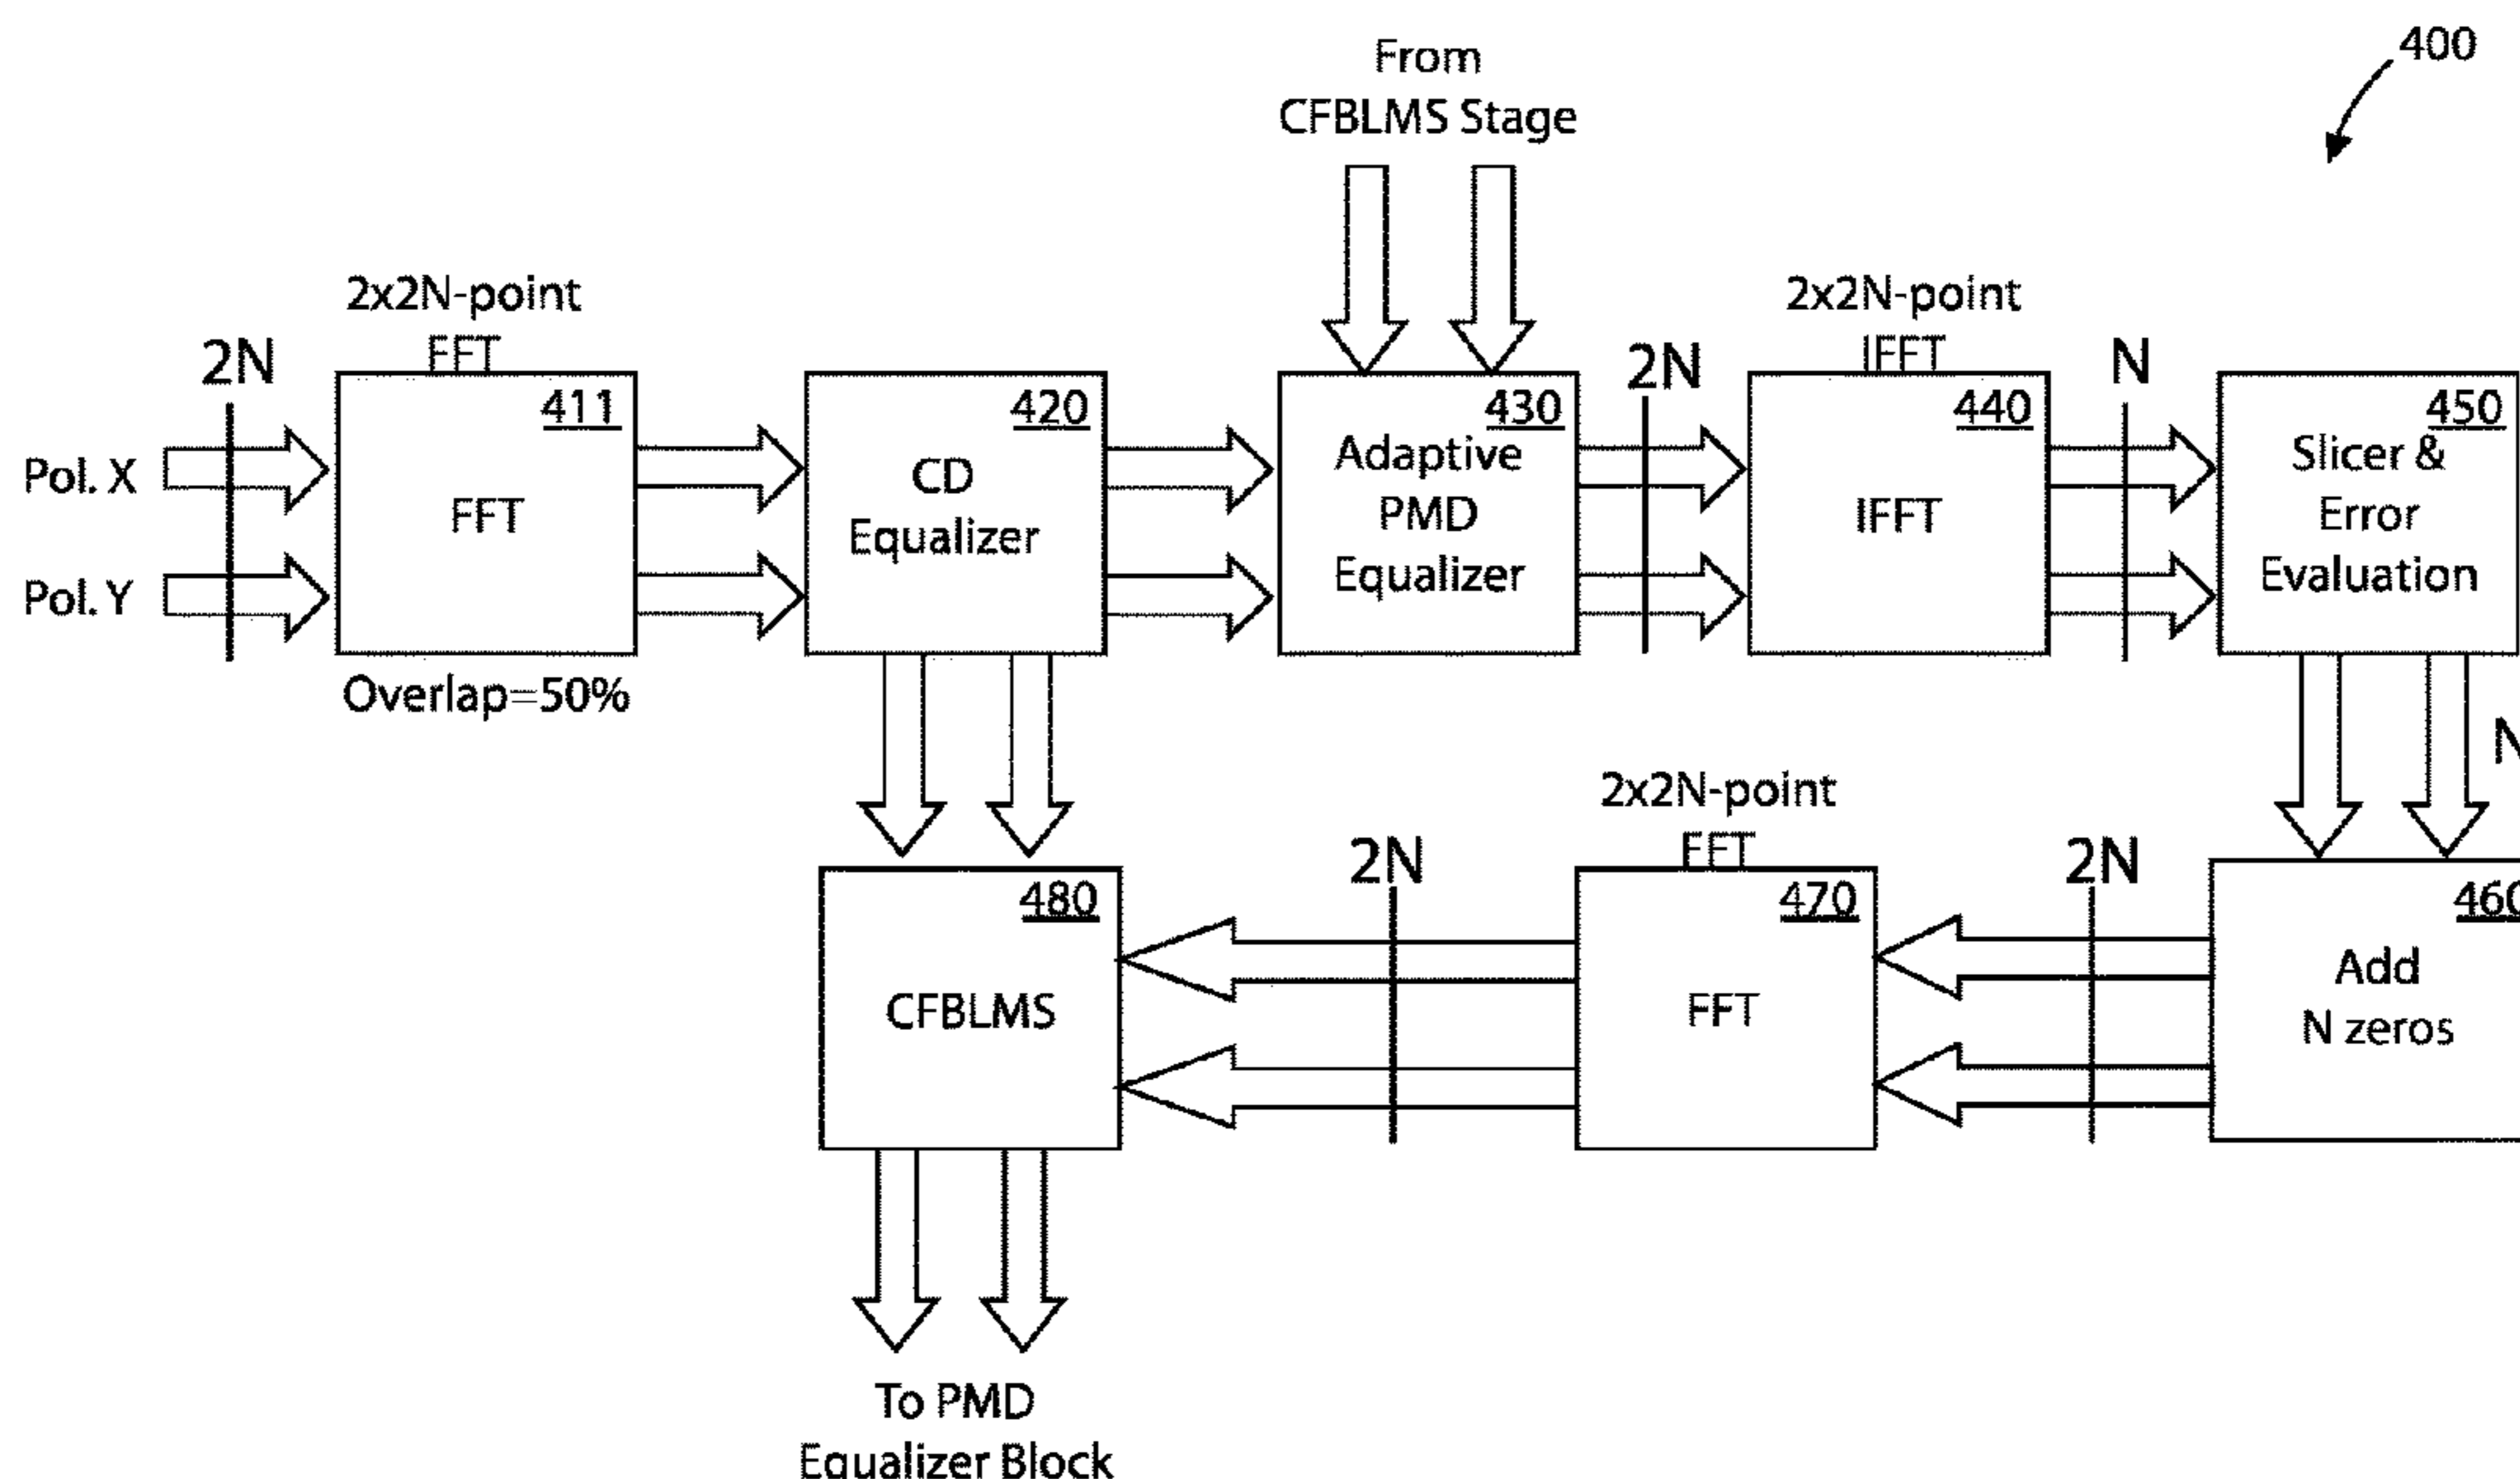 400
From
CFBLMS Stage
2x2N-point
FFT
2x2N-point
IFFT
2N
2N
N
411
FFT
420
CD
Equalizer
430
Adaptive
PMD
Equalizer
440
IFFT
450
Slicer &
Error
Evaluation
Pol. X
Pol. Y
Overlap=50%
N
2x2N-point
FFT
2N
2N
480
CFBLMS
470
FFT
460
Add
N zeros
To PMD
Equalizer Block